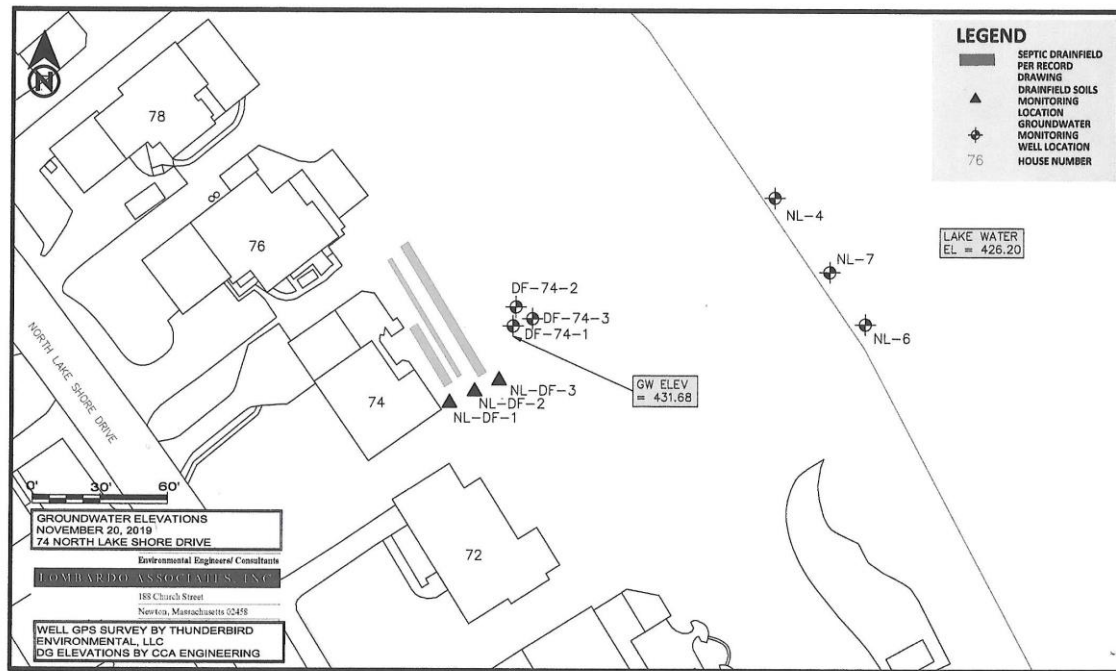 N
LEGEND
SEPTIC DRAINFIELD
PER RECORD
DRAWING
DRAINFIELD SOILS
MONITORING
LOCATION
GROUNDWATER
MONITORING
WELL LOCATION
76 HOUSE NUMBER
78
76
NL-4
LAKE WATER
EL = 426.20
NL-7
DF-74-2
DF-74-3
DF-74-1
NL-6
NORTH LAKE SHORE DRIVE
GW ELEV
= 431.68
74
NL-DF-3
NL-DF-2
NL-DF-1
72
0' 30' 60'
GROUNDWATER ELEVATIONS
NOVEMBER 20, 2019
74 NORTH LAKE SHORE DRIVE
Environmental Engineers/ Consultants
LOMBARDO ASSOCIATES, INC.
188 Church Street
Newton, Massachusetts 02458
WELL GPS SURVEY BY THUNDERBIRD
ENVIRONMENTAL, LLC
DG ELEVATIONS BY CCA ENGINEERING